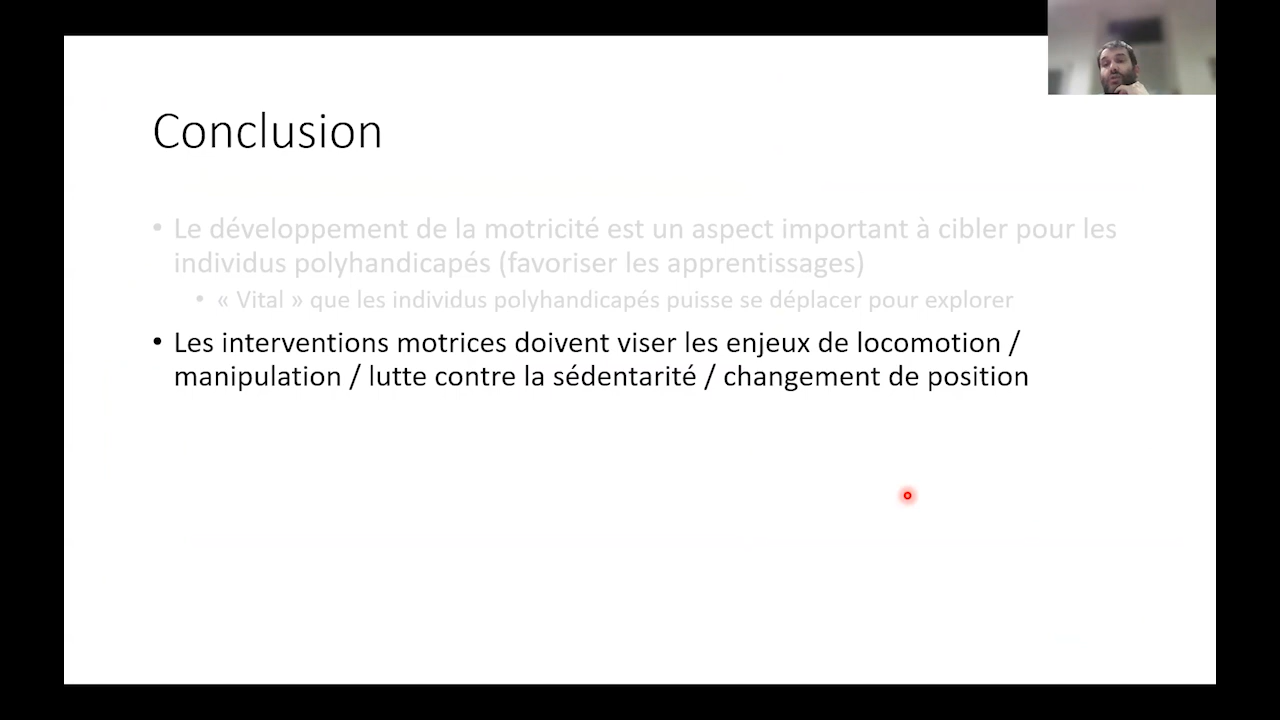 Conclusion
• Le développement de la motricité est un aspect important à cibler pour les
individus polyhandicapés (favoriser les apprentissages)
• « Vital » que les individus polyhandicapés puisse se déplacer pour explorer
• Les interventions motrices doivent viser les enjeux de locomotion /
manipulation / lutte contre la sédentarité / changement de position